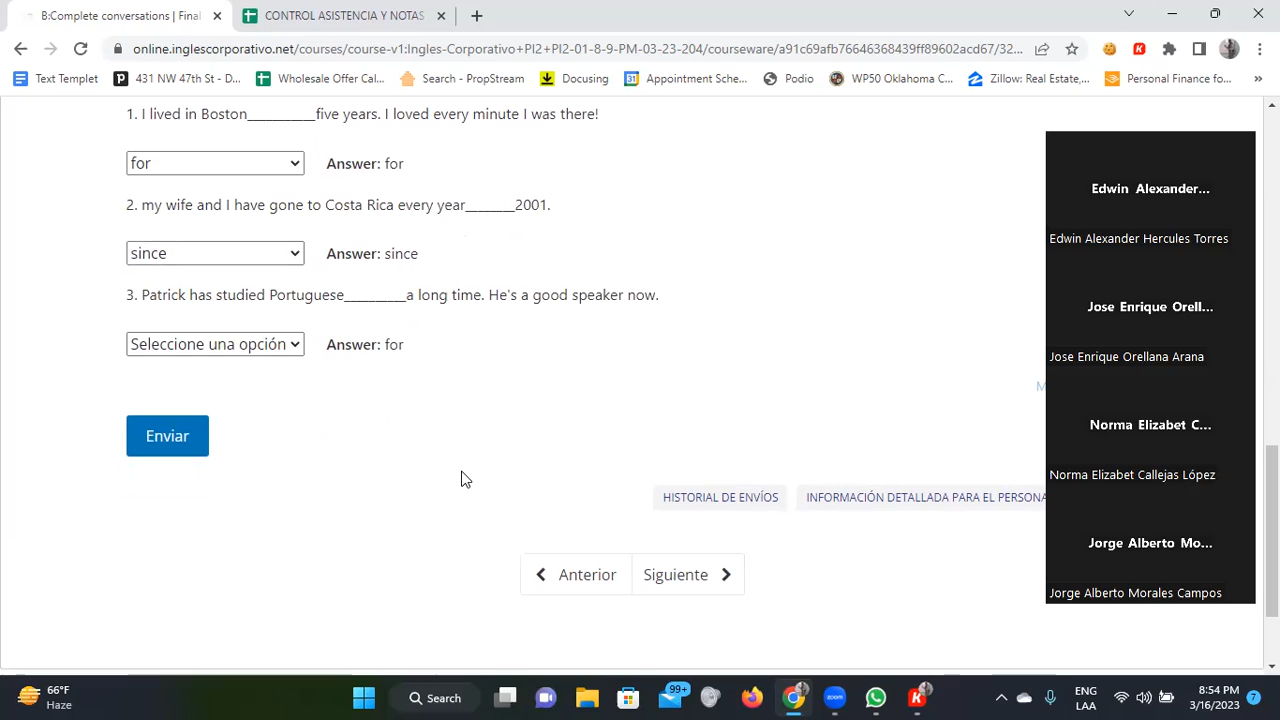 B:Complete conversations | Final
CONTROL ASISTENCIA Y NOTAS
online.inglescorporativo.net/courses/course-v1:Ingles-Corporativo+PI2+PI2-01-8-9-PM-03-23-204/courseware/a91c69afb76646368439ff89602acd67/32...
Text Templet
431 NW 47th St - D...
Wholesale Offer Cal...
Search - PropStream
Docusing
Appointment Sche...
Podio
WP50 Oklahoma C...
Zillow: Real Estate,...
Personal Finance fo...
1. I lived in Boston___________five years. I loved every minute I was there!
for
Answer: for
2. my wife and I have gone to Costa Rica every year________2001.
since
Answer: since
3. Patrick has studied Portuguese__________a long time. He's a good speaker now.
Seleccione una opción
Answer: for
Enviar
HISTORIAL DE ENVÍOS
INFORMACIÓN DETALLADA PARA EL PERSONA
Anterior
Siguiente
Edwin Alexander...
Edwin Alexander Hercules Torres
Jose Enrique Orell...
Jose Enrique Orellana Arana
Norma Elizabet C...
Norma Elizabet Callejas López
Jorge Alberto Mo...
Jorge Alberto Morales Campos
66°F
Haze
Search
99+
zoom
ENG
LAA
8:54 PM
3/16/2023
7